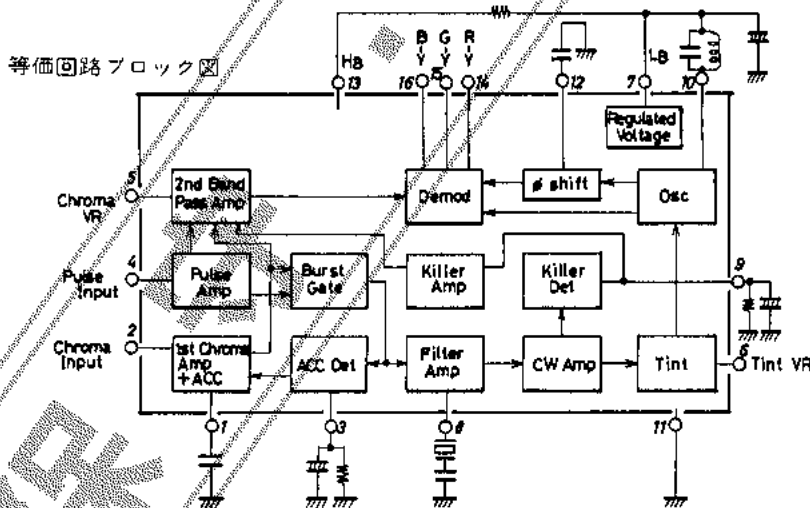 等価回路ブロック図
B-Y
G-Y
R-Y
HB
LB
13
16
15
14
12
7
10
Regulated
Voltage
5
Chroma
VR
2nd Band
Pass Amp
Demod
ø shift
Osc
4
Pulse
Input
Pulse
Amp
Burst
Gate
Killer
Amp
Killer
Det
9
2
Chroma
Input
1st Chroma
Amp
+ ACC
ACC Det
Filter
Amp
CW Amp
Tint
6
Tint VR
1
3
8
11